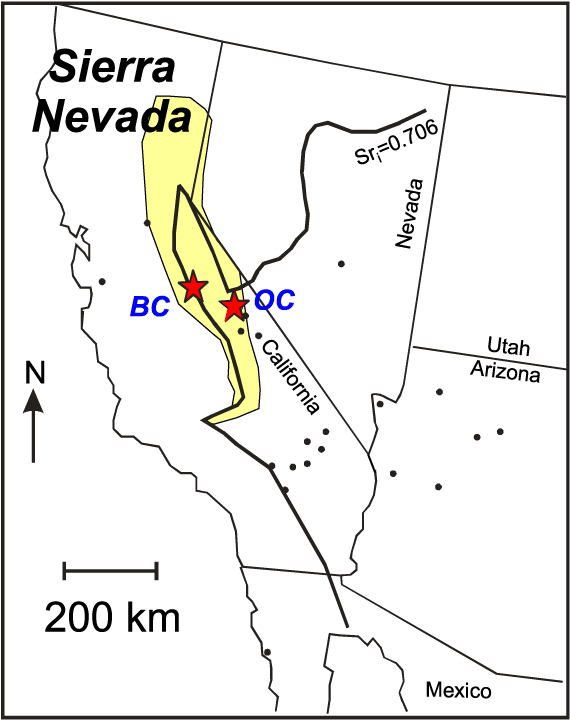 Sierra
Nevada
Srᵢ=0.706
Nevada
BC
OC
California
Utah
Arizona
N
200 km
Mexico